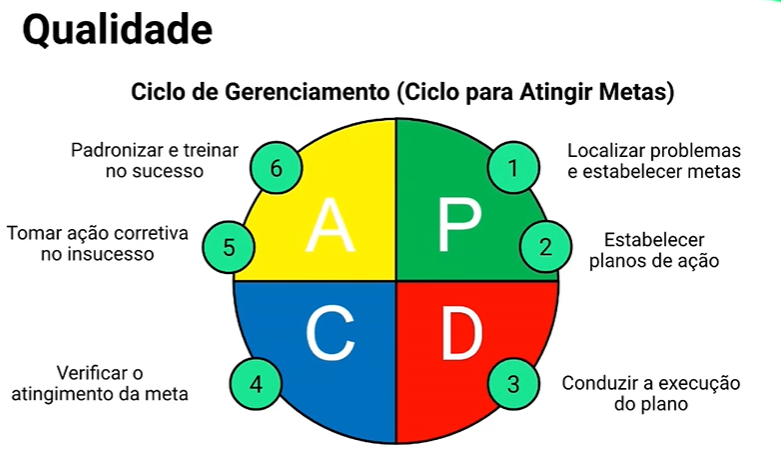 Qualidade
Ciclo de Gerenciamento (Ciclo para Atingir Metas)
Padronizar e treinar
no sucesso
6
1
Localizar problemas
e estabelecer metas
A
P
Tomar ação corretiva
no insucesso
5
2
Estabelecer
planos de ação
C
D
Verificar o
atingimento da meta
4
3
Conduzir a execução
do plano